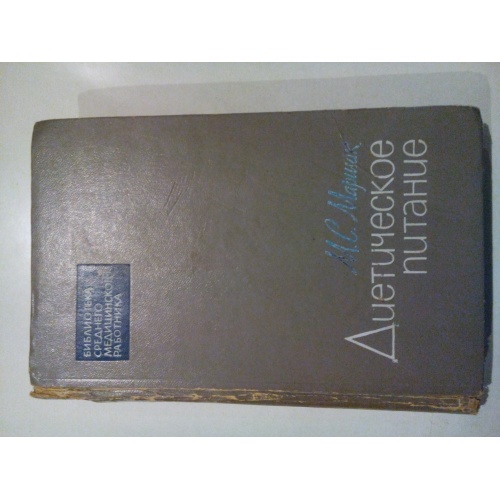 М.С. Маршак
Диетическое
питание
БИБЛИОТЕКА
СРЕДНЕГО
МЕДИЦИНСКОГО
РАБОТНИКА